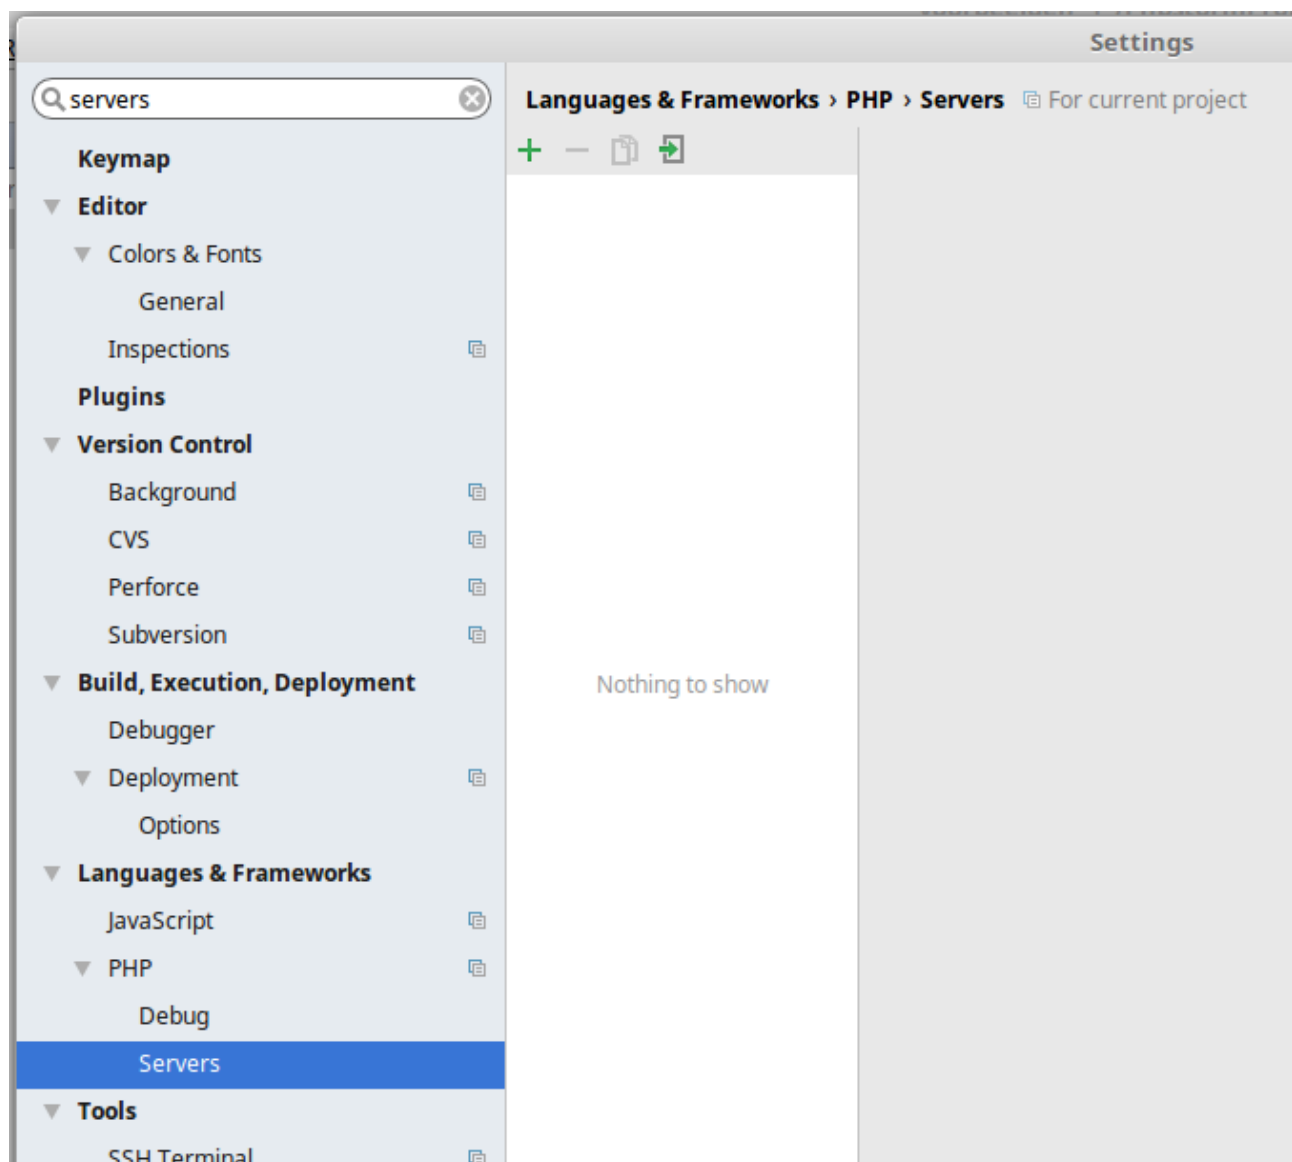 Settings
servers
Languages & Frameworks › PHP › Servers For current project
Keymap
Editor
Colors & Fonts
General
Inspections
Plugins
Version Control
Background
CVS
Perforce
Subversion
Build, Execution, Deployment
Nothing to show
Debugger
Deployment
Options
Languages & Frameworks
JavaScript
PHP
Debug
Servers
Tools
SSH Terminal